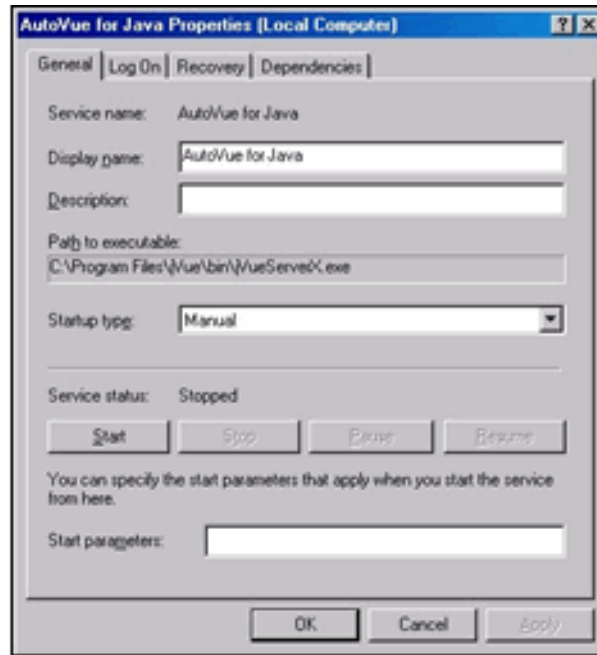 AutoVue for Java Properties (Local Computer)
General Log On Recovery Dependencies
Service name: AutoVue for Java
Display name: AutoVue for Java
Description:
Path to executable:
C:\Program Files\jVue\bin\jVueServerX.exe
Startup type: Manual
Service status: Stopped
Start Stop Pause Resume
You can specify the start parameters that apply when you start the service
from here.
Start parameters:
OK Cancel Apply